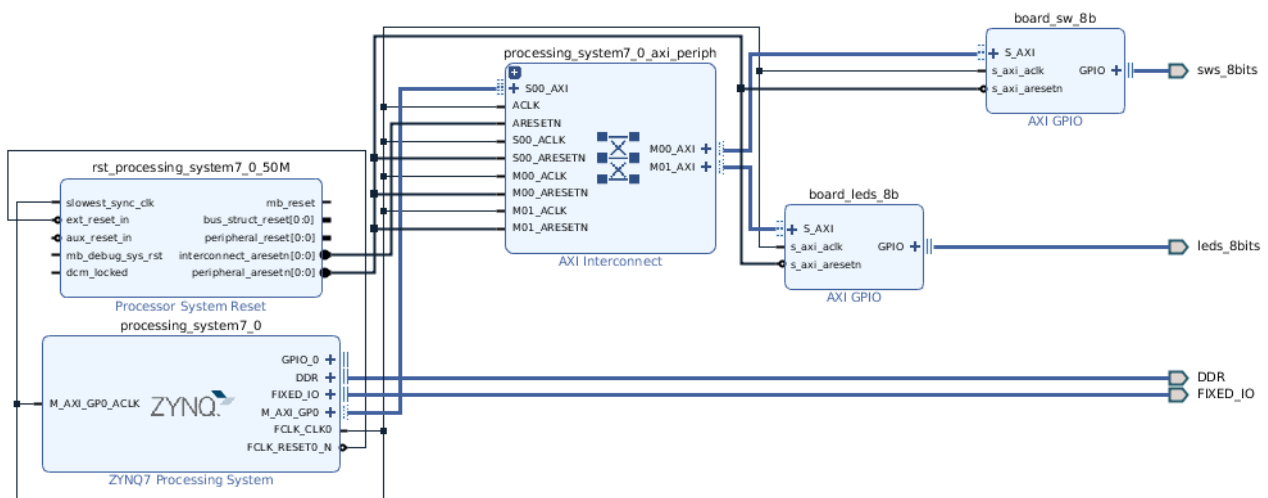 board_sw_8b
S_AXI
s_axi_aclk
s_axi_aresetn
GPIO
AXI GPIO
sws_8bits
processing_system7_0_axi_periph
S00_AXI
ACLK
ARESETN
S00_ACLK
S00_ARESETN
M00_ACLK
M00_ARESETN
M01_ACLK
M01_ARESETN
M00_AXI
M01_AXI
AXI Interconnect
rst_processing_system7_0_50M
slowest_sync_clk
ext_reset_in
aux_reset_in
mb_debug_sys_rst
dcm_locked
mb_reset
bus_struct_reset[0:0]
peripheral_reset[0:0]
interconnect_aresetn[0:0]
peripheral_aresetn[0:0]
Processor System Reset
board_leds_8b
S_AXI
s_axi_aclk
s_axi_aresetn
GPIO
AXI GPIO
leds_8bits
processing_system7_0
M_AXI_GP0_ACLK
ZYNQ.
GPIO_0
DDR
FIXED_IO
M_AXI_GP0
FCLK_CLK0
FCLK_RESET0_N
ZYNQ7 Processing System
DDR
FIXED_IO